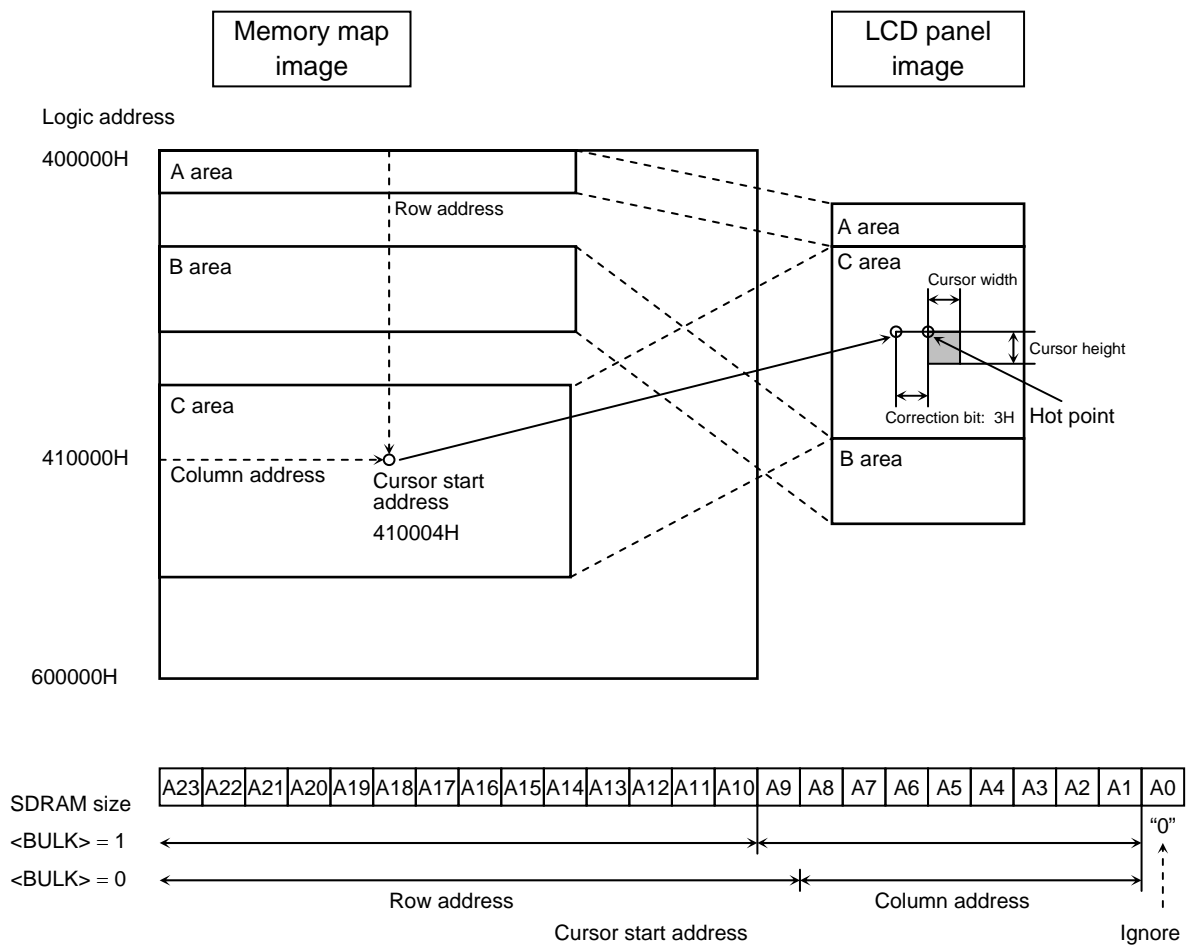 Memory map
image
LCD panel
image
Logic address
400000H
A area
Row address
B area
C area
410000H
Column address
Cursor start
address
410004H
600000H
A area
C area
Cursor width
Cursor height
Correction bit: 3H
Hot point
B area
A23 A22 A21 A20 A19 A18 A17 A16 A15 A14 A13 A12 A11 A10 A9 A8 A7 A6 A5 A4 A3 A2 A1 A0
SDRAM size
<BULK> = 1
“0”
<BULK> = 0
Row address
Column address
Cursor start address
Ignore